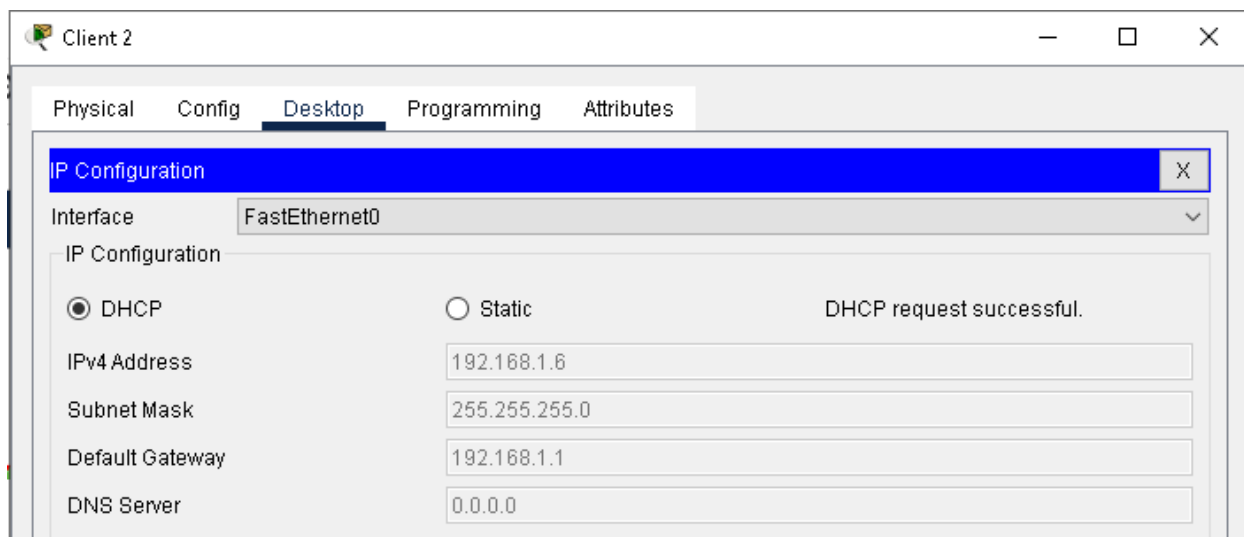 Client 2
Physical Config Desktop Programming Attributes
IP Configuration X
Interface FastEthernet0
IP Configuration
DHCP Static DHCP request successful.
IPv4 Address 192.168.1.6
Subnet Mask 255.255.255.0
Default Gateway 192.168.1.1
DNS Server 0.0.0.0